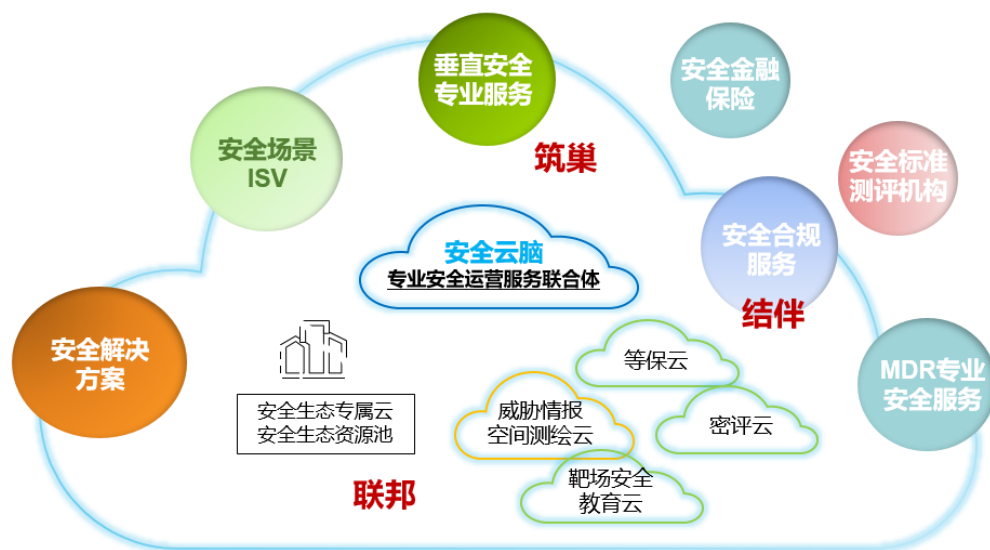 垂直安全
专业服务
安全金融
保险
安全场景
ISV
筑巢
安全标准
测评机构
安全合规
服务
安全云脑
专业安全运营服务联合体
结伴
安全解决
方案
等保云
MDR专业
安全服务
安全生态专属云
安全生态资源池
威胁情报
空间测绘云
密评云
联邦
靶场安全
教育云